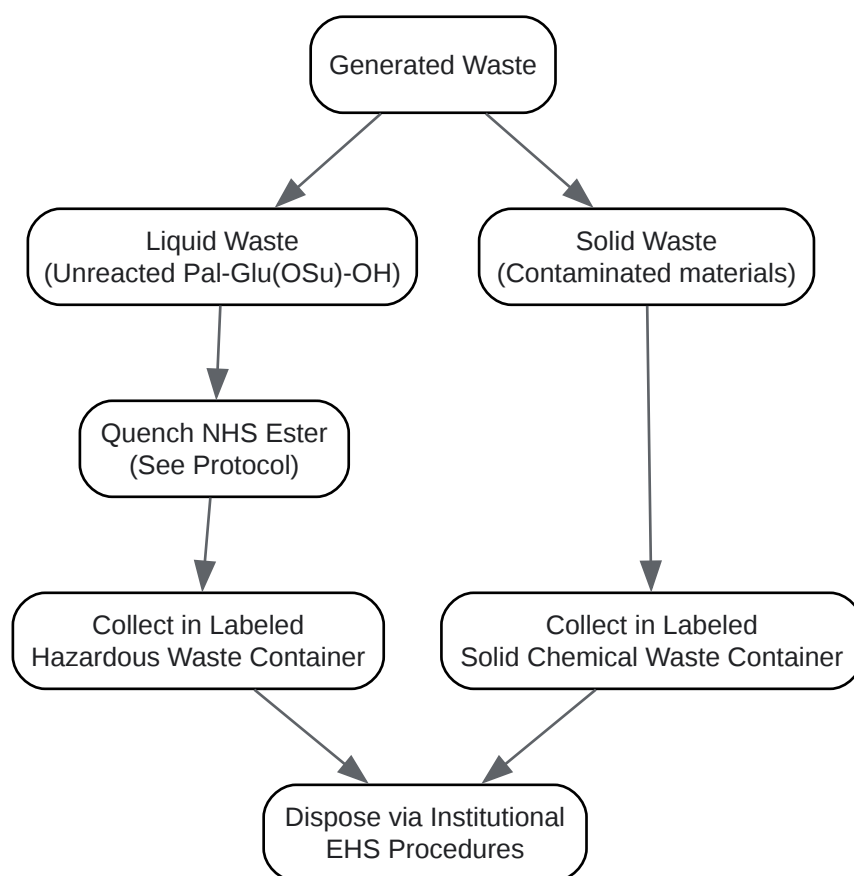 Generated Waste
Liquid Waste
(Unreacted Pal-Glu(OSu)-OH)
Solid Waste
(Contaminated materials)
Quench NHS Ester
(See Protocol)
Collect in Labeled
Hazardous Waste Container
Collect in Labeled
Solid Chemical Waste Container
Dispose via Institutional
EHS Procedures